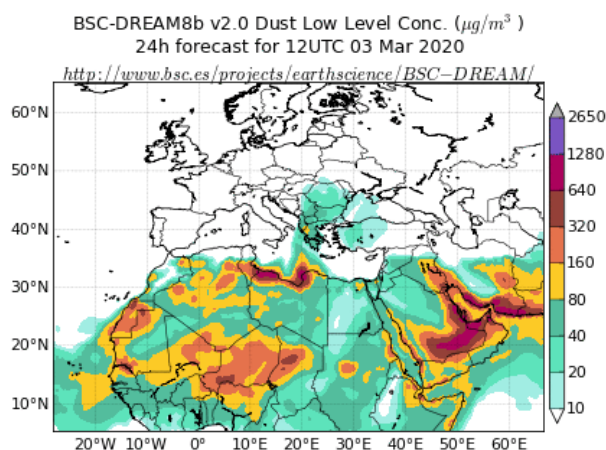 BSC-DREAM8b v2.0 Dust Low Level Conc. (μg/m³ )
24h forecast for 12UTC 03 Mar 2020
http://www.bsc.es/projects/earthscience/BSC−DREAM/
60°N
50°N
40°N
30°N
20°N
10°N
20°W 10°W 0° 10°E 20°E 30°E 40°E 50°E 60°E
2650
1280
640
320
160
80
40
20
10